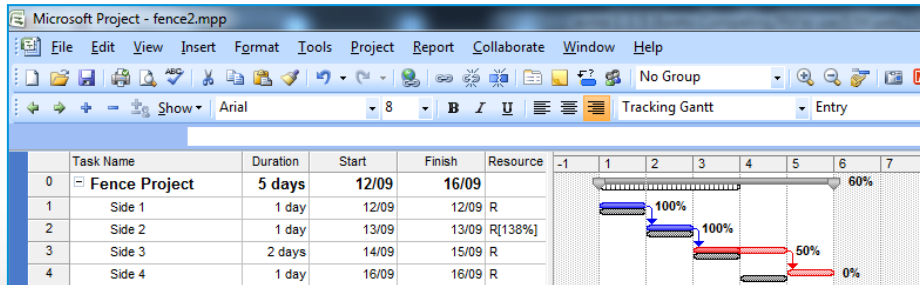 Microsoft Project - fence2.mpp
File Edit View Insert Format Tools Project Report Collaborate Window Help
No Group
Show Arial 8 B I U Tracking Gantt Entry
Task Name Duration Start Finish Resource -1 1 2 3 4 5 6 7
0 Fence Project 5 days 12/09 16/09 60%
1 Side 1 1 day 12/09 12/09 R 100%
2 Side 2 1 day 13/09 13/09 R[138%] 100%
3 Side 3 2 days 14/09 15/09 R 50%
4 Side 4 1 day 16/09 16/09 R 0%